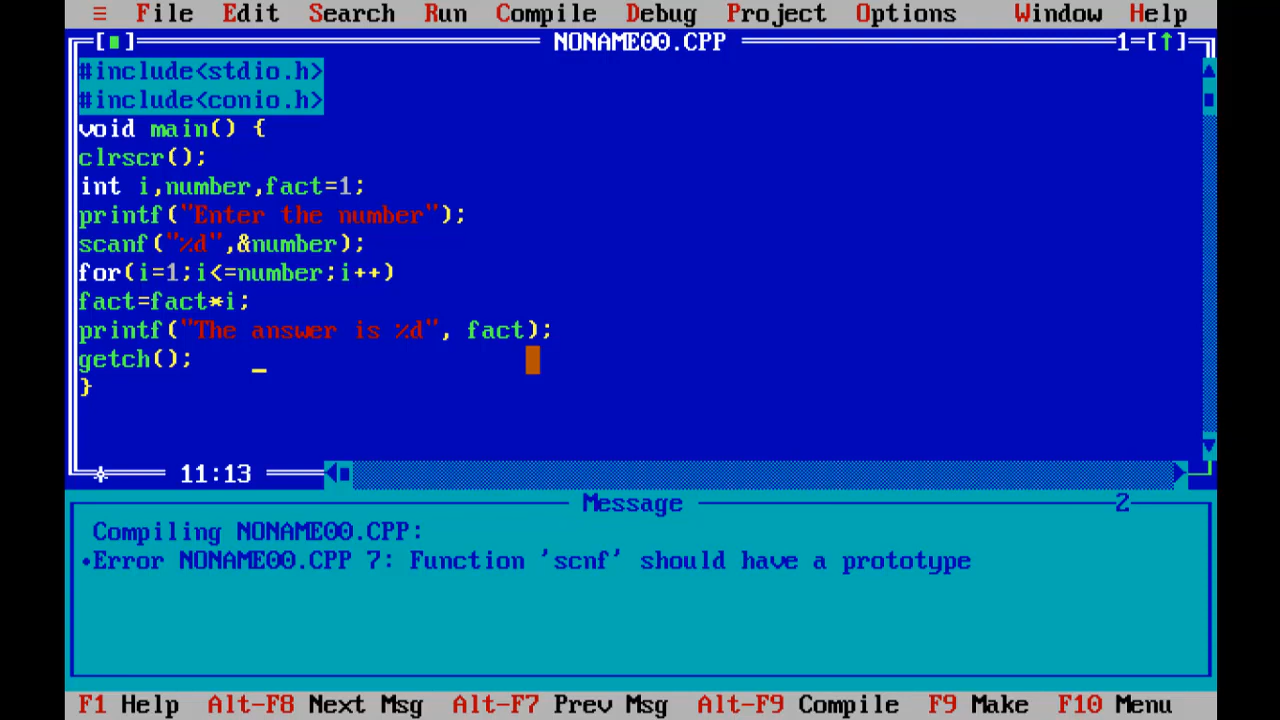 ≡ File Edit Search Run Compile Debug Project Options Window Help
[■] NONAME00.CPP 1=[↑]
#include<stdio.h>
#include<conio.h>
void main() {
clrscr();
int i,number,fact=1;
printf("Enter the number");
scanf("%d",&number);
for(i=1;i<=number;i++)
fact=fact*i;
printf("The answer is %d", fact);
getch();
}
11:13
Message 2
Compiling NONAME00.CPP:
•Error NONAME00.CPP 7: Function 'scnf' should have a prototype
F1 Help Alt-F8 Next Msg Alt-F7 Prev Msg Alt-F9 Compile F9 Make F10 Menu